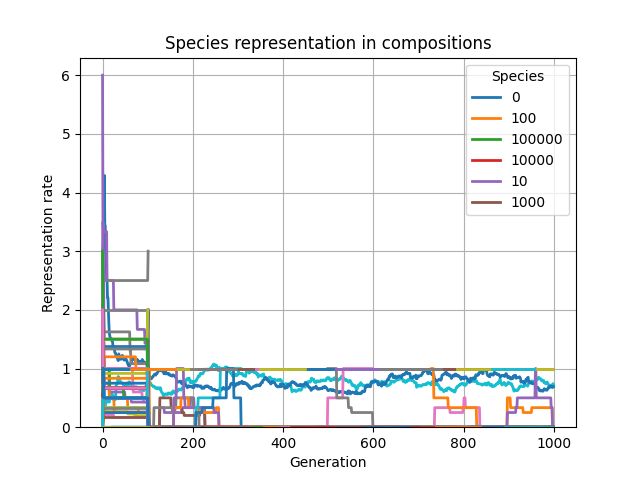 Species representation in compositions
Representation rate
6
5
4
3
2
1
0
0 200 400 600 800 1000
Generation
Species
0
100
100000
10000
10
1000